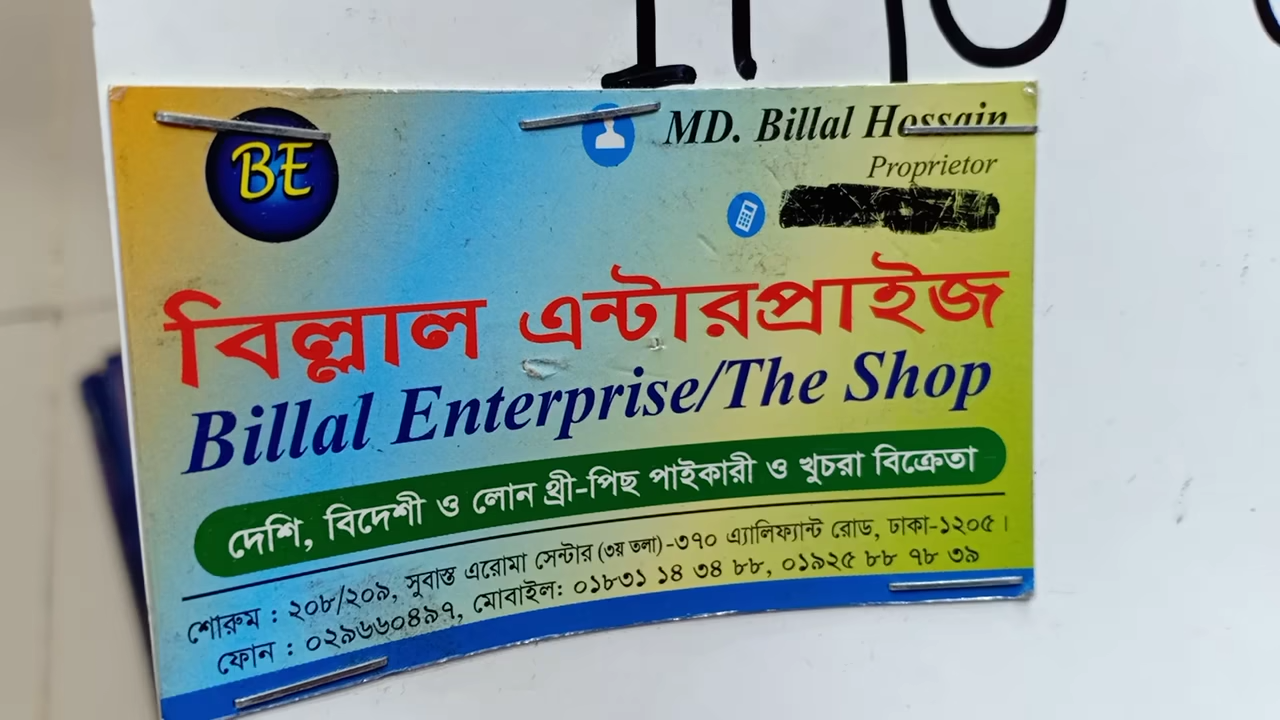 BE
MD. Billal Hossain
Proprietor
বিল্লাল এন্টারপ্রাইজ
Billal Enterprise/The Shop
দেশি, বিদেশী ও লোন থ্রী-পিছ পাইকারী ও খুচরা বিক্রেতা
শোরুম : ২০৮/২০৯, সুবাস্ত এরোমা সেন্টার (৩য় তলা) -৩৭০ এ্যালিফ্যান্ট রোড, ঢাকা-১২০৫।
ফোন : ০২৯৬৬০৪৯৭, মোবাইল: ০১৮৩১ ১৪ ৩৪ ৮৮, ০১৯২৫ ৮৮ ৭৮ ৩৯